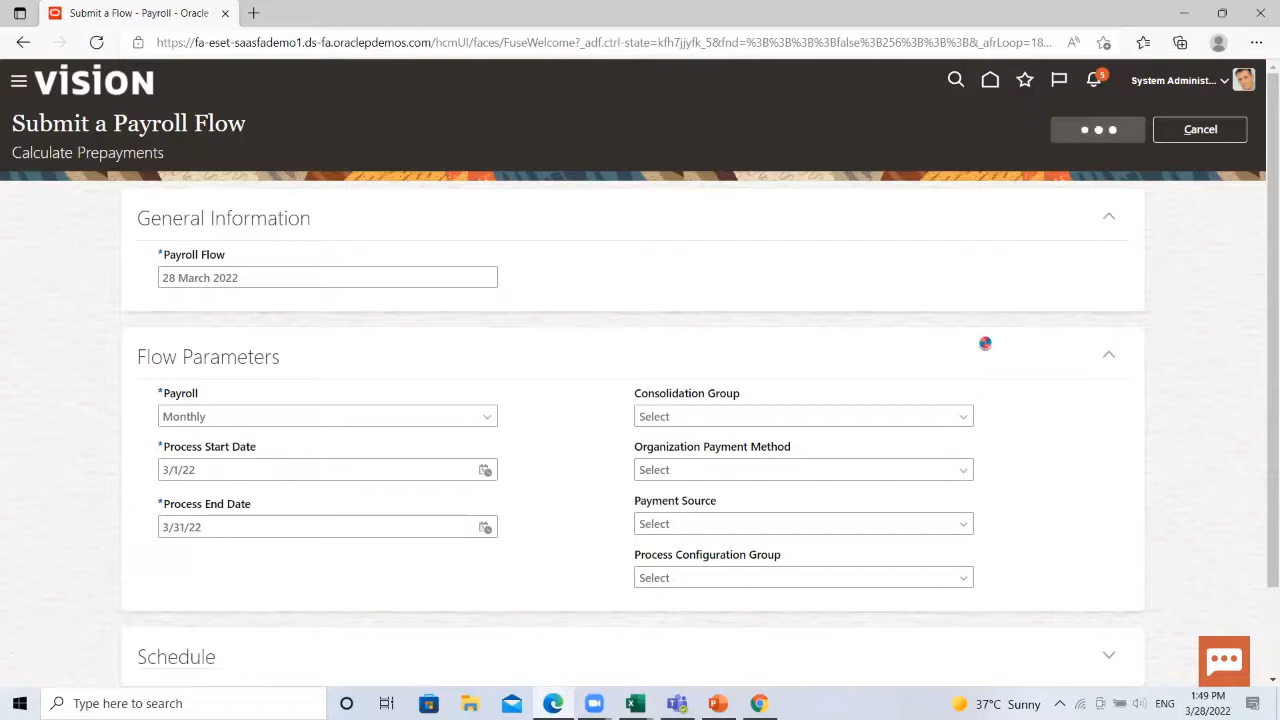 Submit a Flow - Payroll - Oracle
https://fa-eset-saasfademo1.ds-fa.oraclepdemos.com/hcmUI/faces/FuseWelcome?_adf.ctrl-state=kfh7jjyfk_5&fnd=%3B%3B%3B%3Bfalse%3B256%3B%3B%3B&_afrLoop=18...
vision
5
System Administ...
Submit a Payroll Flow
Calculate Prepayments
Cancel
General Information
*Payroll Flow
28 March 2022
Flow Parameters
*Payroll
Monthly
*Process Start Date
3/1/22
*Process End Date
3/31/22
Consolidation Group
Select
Organization Payment Method
Select
Payment Source
Select
Process Configuration Group
Select
Schedule
Type here to search
37°C Sunny
ENG
1:49 PM
3/28/2022